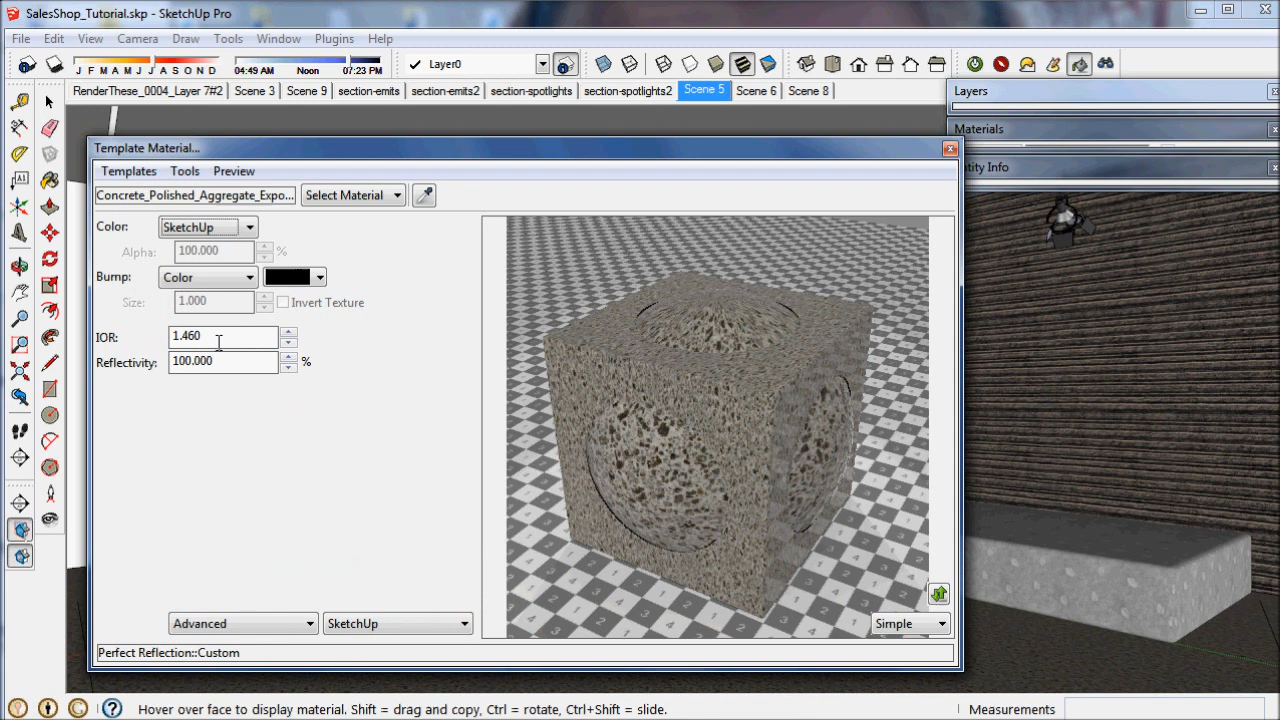 SalesShop_Tutorial.skp - SketchUp Pro
File Edit View Camera Draw Tools Window Plugins Help
J F M A M J J A S O N D 04:49 AM Noon 07:23 PM Layer0
RenderThese_0004_Layer 7#2 Scene 3 Scene 9 section-emits section-emits2 section-spotlights section-spotlights2 Scene 5 Scene 6 Scene 8
Layers
Materials
ntity Info
Template Material...
Templates Tools Preview
Concrete_Polished_Aggregate_Expo... Select Material
Color: SketchUp
Alpha: 100.000 %
Bump: Color
Size: 1.000 Invert Texture
IOR: 1.460
Reflectivity: 100.000 %
Advanced SketchUp Simple
Perfect Reflection::Custom
Hover over face to display material. Shift = drag and copy, Ctrl = rotate, Ctrl+Shift = slide. Measurements